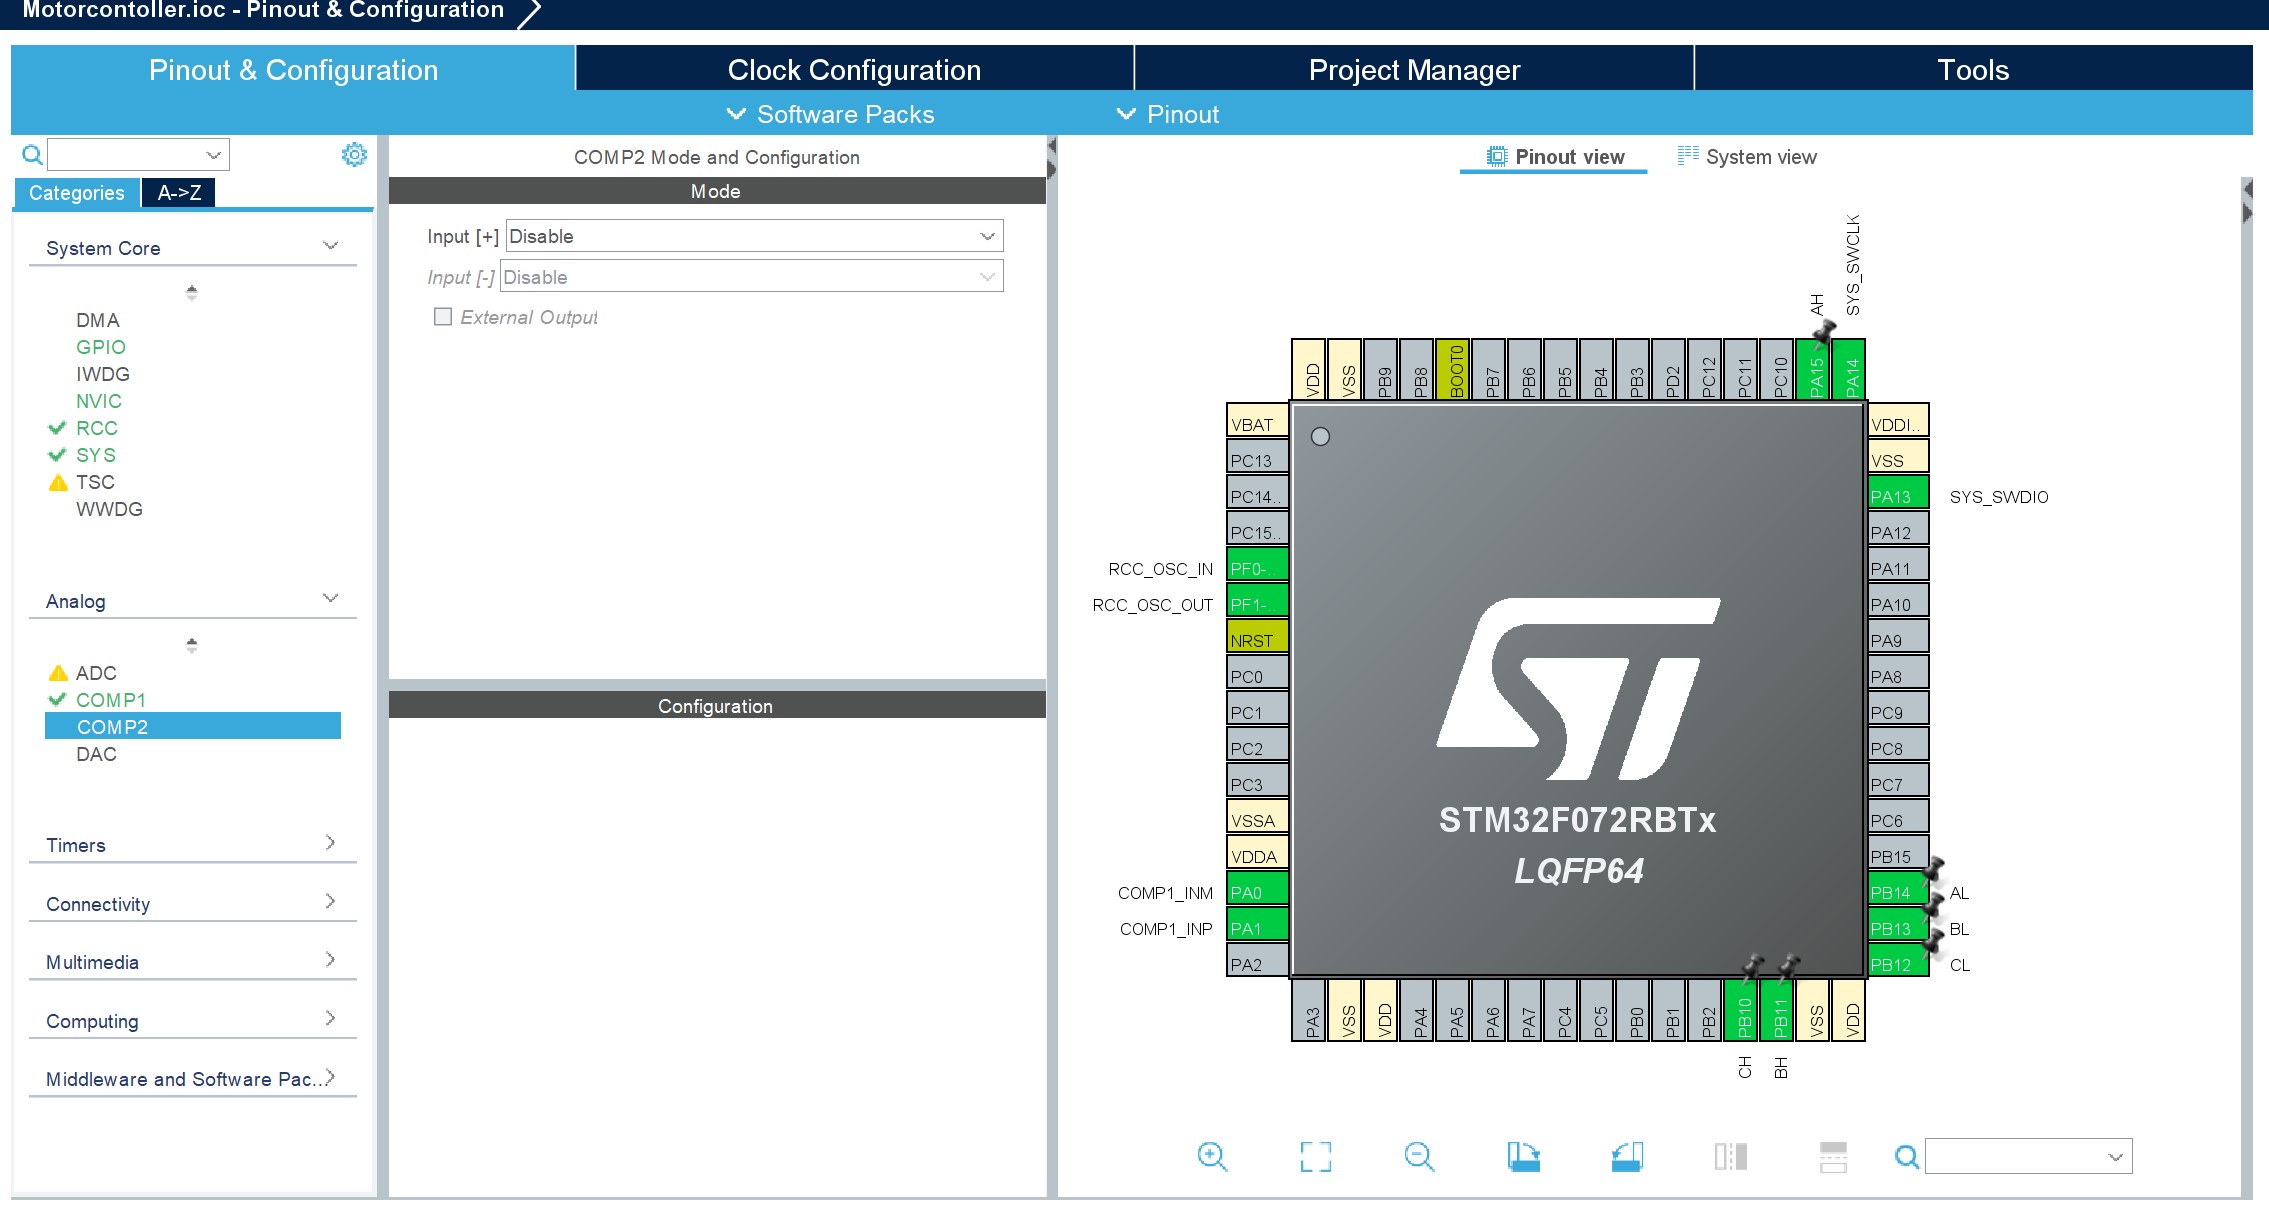 Motorcontoller.ioc - Pinout & Configuration
Pinout & Configuration
Clock Configuration
Project Manager
Tools
Software Packs
Pinout
Categories
A->Z
System Core
DMA
GPIO
IWDG
NVIC
RCC
SYS
TSC
WWDG
Analog
ADC
COMP1
COMP2
DAC
Timers
Connectivity
Multimedia
Computing
Middleware and Software Pac...
COMP2 Mode and Configuration
Mode
Input [+] Disable
Input [-] Disable
External Output
Configuration
Pinout view
System view
AH
SYS_SWCLK
VDD
VSS
PB9
PB8
BOOT0
PB7
PB6
PB5
PB4
PB3
PD2
PC12
PC11
PC10
PA15
PA14
VBAT
PC13
PC14..
PC15..
RCC_OSC_IN PF0-..
RCC_OSC_OUT PF1-..
NRST
PC0
PC1
PC2
PC3
VSSA
VDDA
COMP1_INM PA0
COMP1_INP PA1
PA2
ST
STM32F072RBTx
LQFP64
VDDI..
VSS
PA13 SYS_SWDIO
PA12
PA11
PA10
PA9
PA8
PC9
PC8
PC7
PC6
PB15
PB14 AL
PB13 BL
PB12 CL
PA3
VSS
VDD
PA4
PA5
PA6
PA7
PC4
PC5
PB0
PB1
PB2
PB10
PB11
VSS
VDD
CH
BH